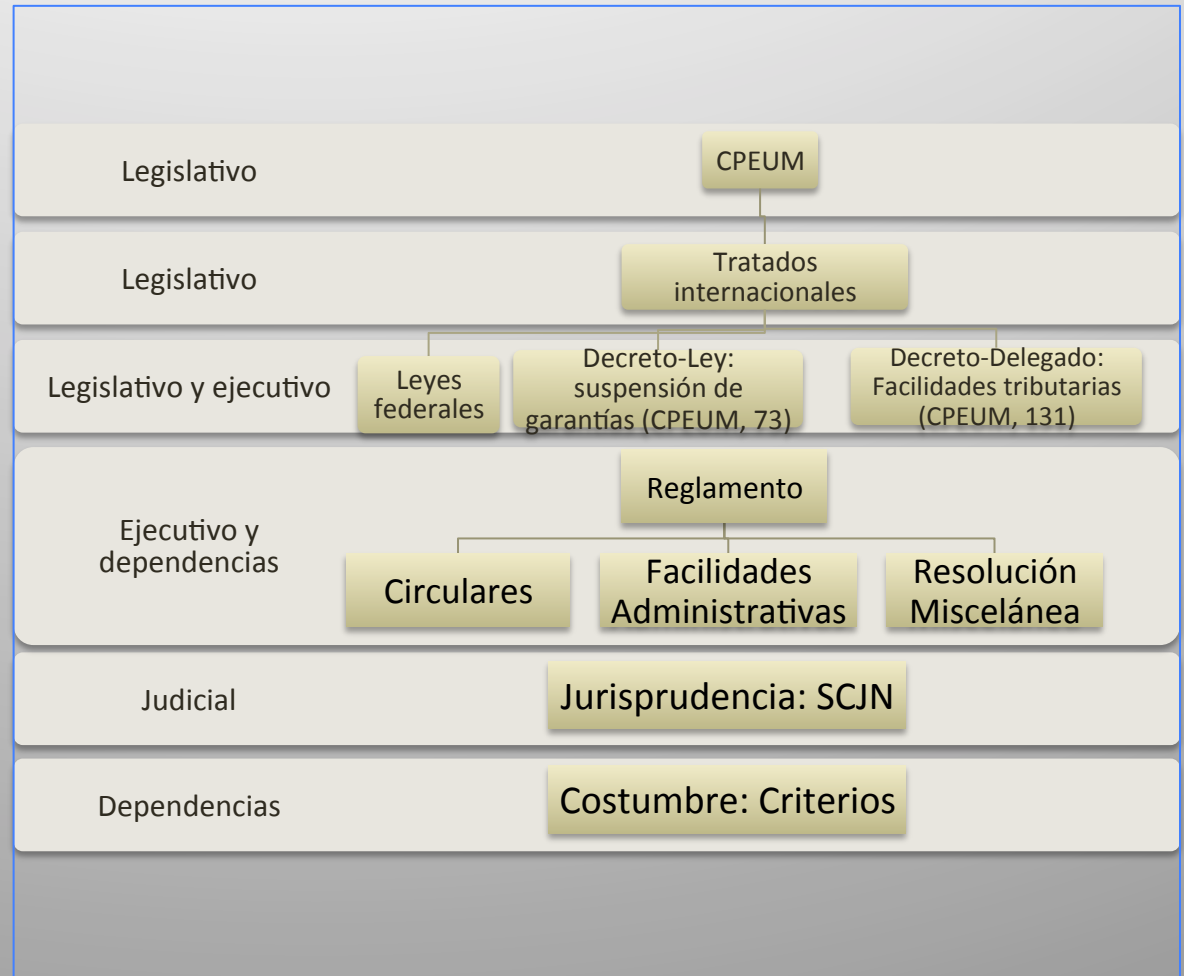 Legislativo
CPEUM
Legislativo
Tratados
internacionales
Legislativo y ejecutivo
Leyes
federales
Decreto-Ley:
suspensión de
garantías (CPEUM, 73)
Decreto-Delegado:
Facilidades tributarias
(CPEUM, 131)
Ejecutivo y
dependencias
Reglamento
Circulares
Facilidades
Administrativas
Resolución
Miscelánea
Judicial
Jurisprudencia: SCJN
Dependencias
Costumbre: Criterios